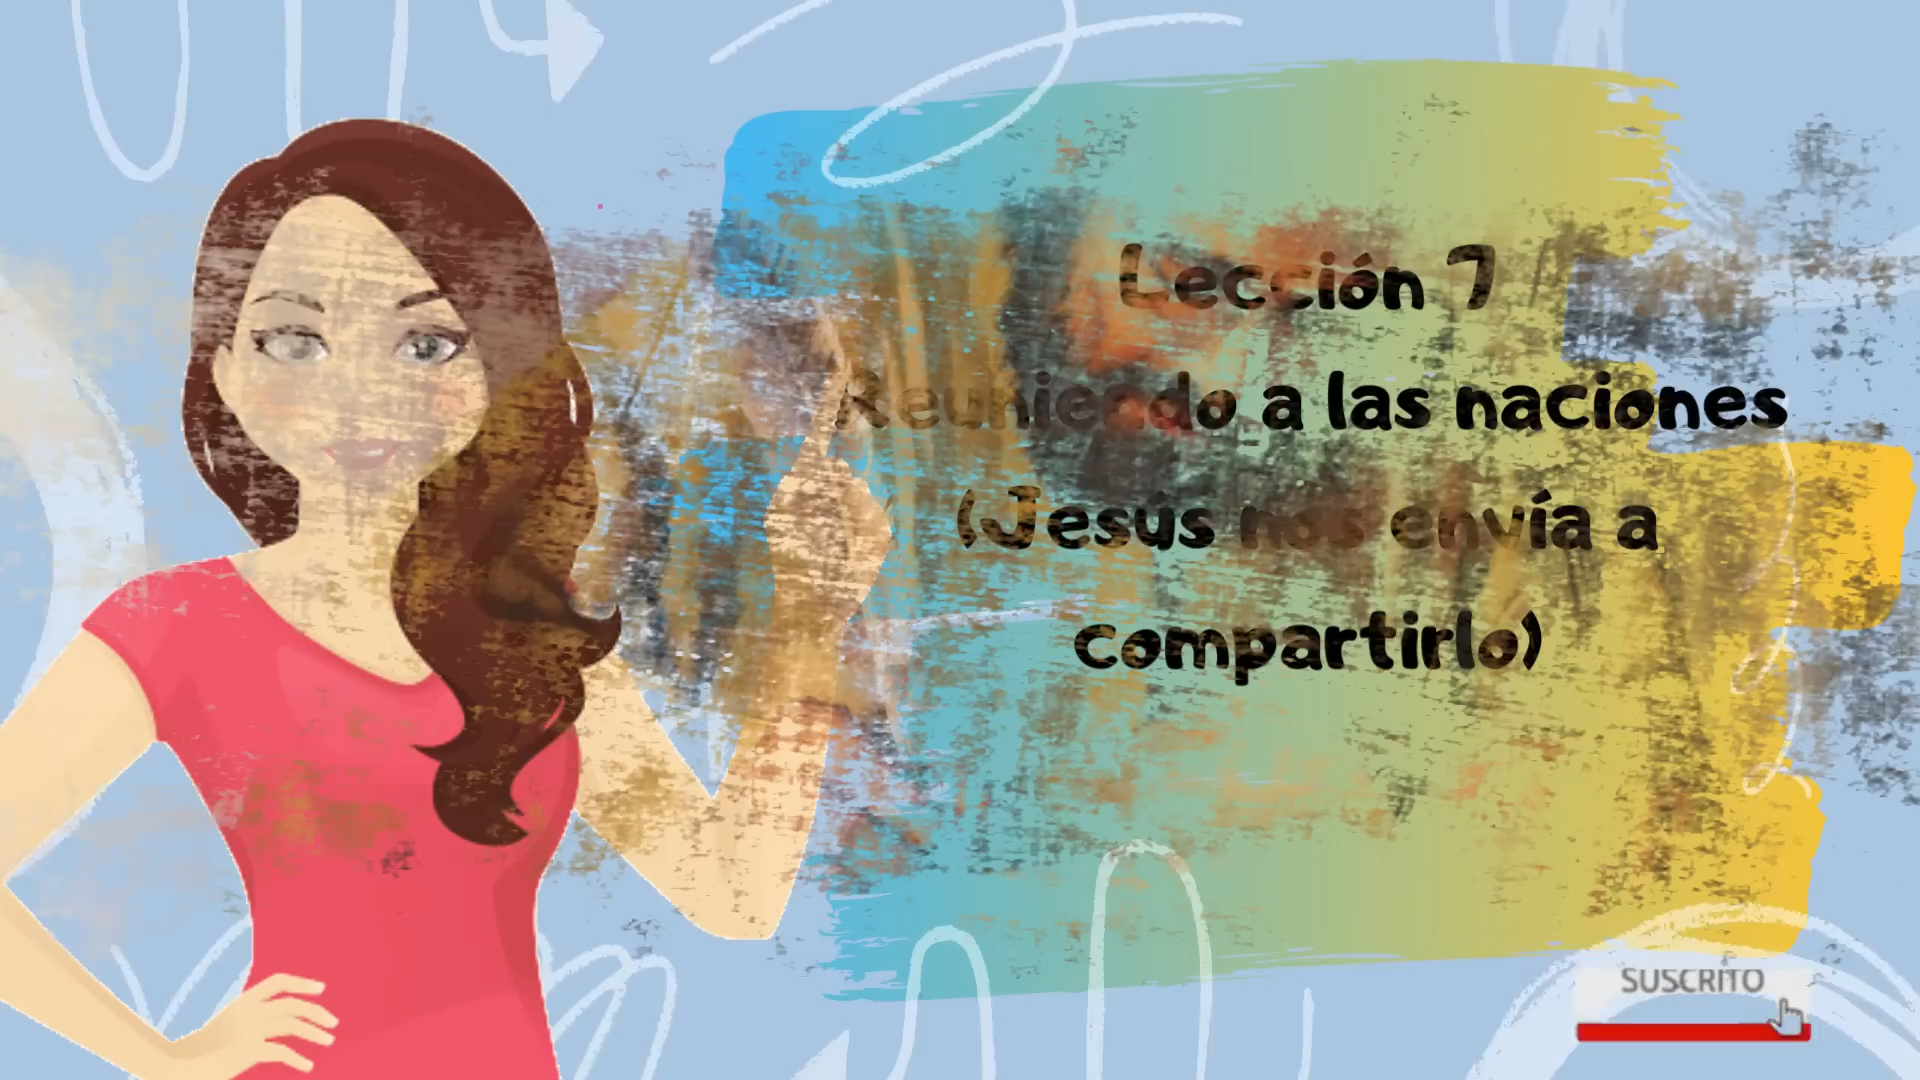 Lección 7
Reuniendo a las naciones
(Jesús nos envía a
compartirlo)
SUSCRITO